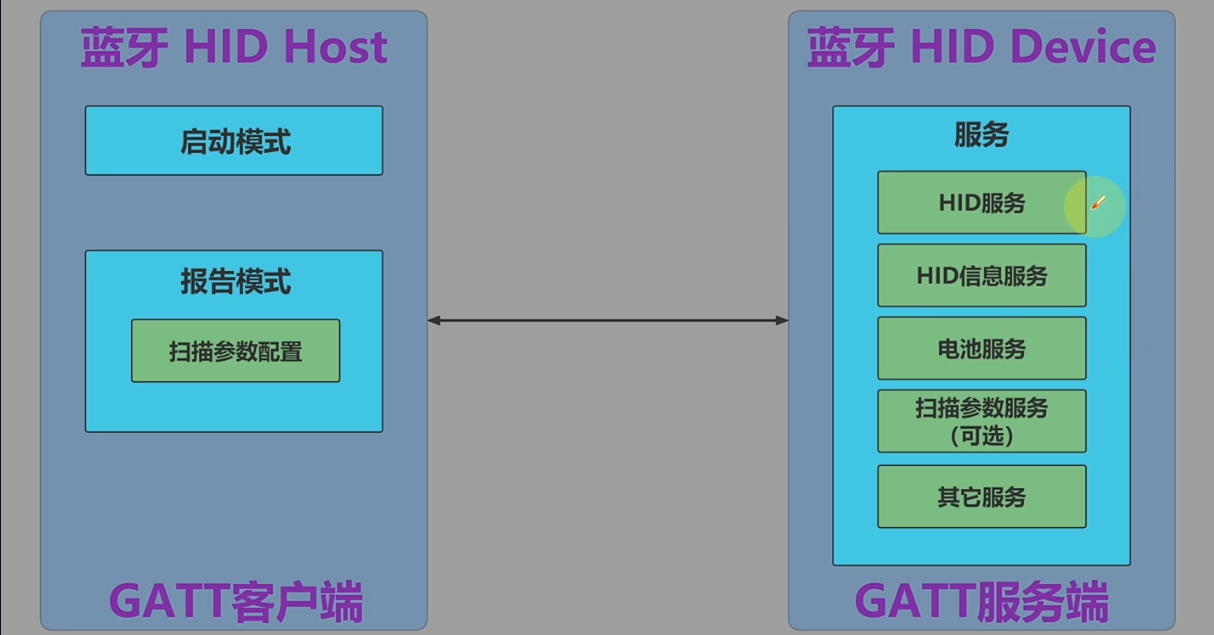 蓝牙 HID Host
启动模式
报告模式
扫描参数配置
GATT客户端
蓝牙 HID Device
服务
HID服务
HID信息服务
电池服务
扫描参数服务
(可选)
其它服务
GATT服务端